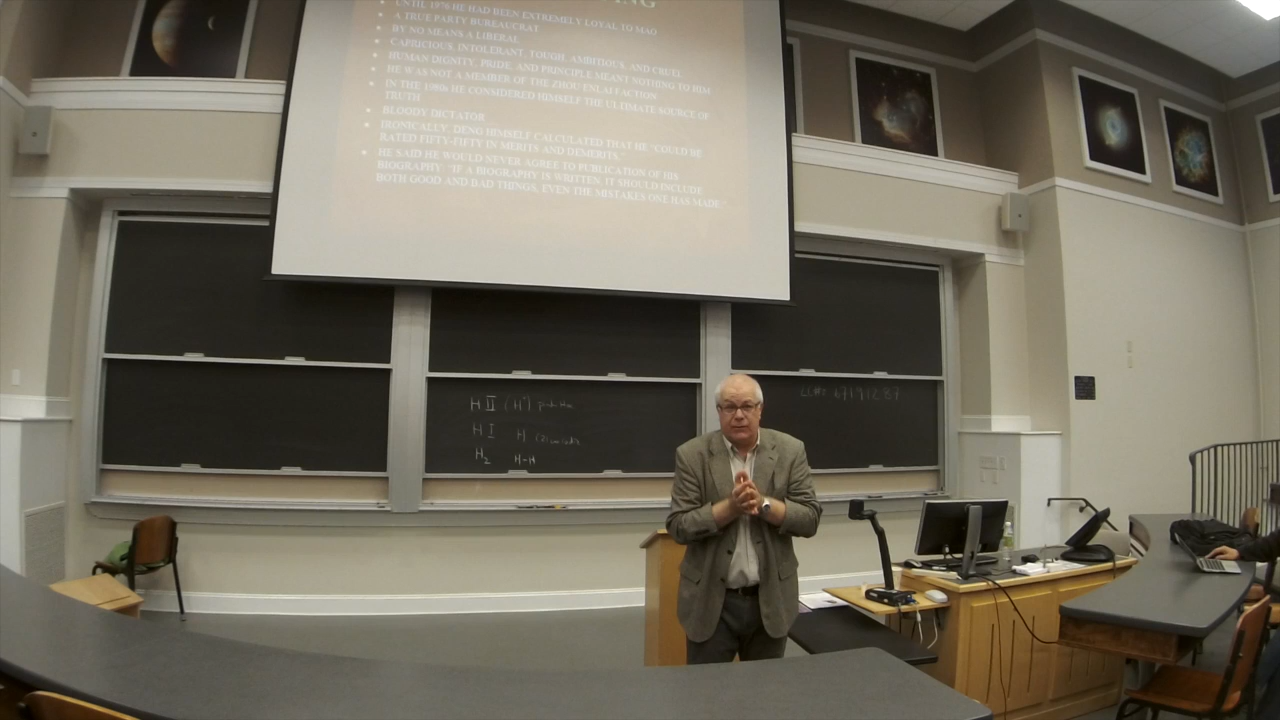 UNTIL 1976 HE HAD BEEN EXTREMELY LOYAL TO MAO
A TRUE PARTY BUREAUCRAT
BY NO MEANS A LIBERAL
CAPRICIOUS, INTOLERANT, TOUGH, AMBITIOUS, AND CRUEL
HUMAN DIGNITY, PRIDE, AND PRINCIPLE MEANT NOTHING TO HIM
HE WAS NOT A MEMBER OF THE ZHOU ENLAI FACTION
IN THE 1980s HE CONSIDERED HIMSELF THE ULTIMATE SOURCE OF
TRUTH
BLOODY DICTATOR
IRONICALLY, DENG HIMSELF CALCULATED THAT HE "COULD BE
RATED FIFTY-FIFTY IN MERITS AND DEMERITS."
HE SAID HE WOULD NEVER AGREE TO PUBLICATION OF HIS
BIOGRAPHY: "IF A BIOGRAPHY IS WRITTEN, IT SHOULD INCLUDE
BOTH GOOD AND BAD THINGS, EVEN THE MISTAKES ONE HAS MADE."
H II (H⁺)
H I H
H₂ H-H